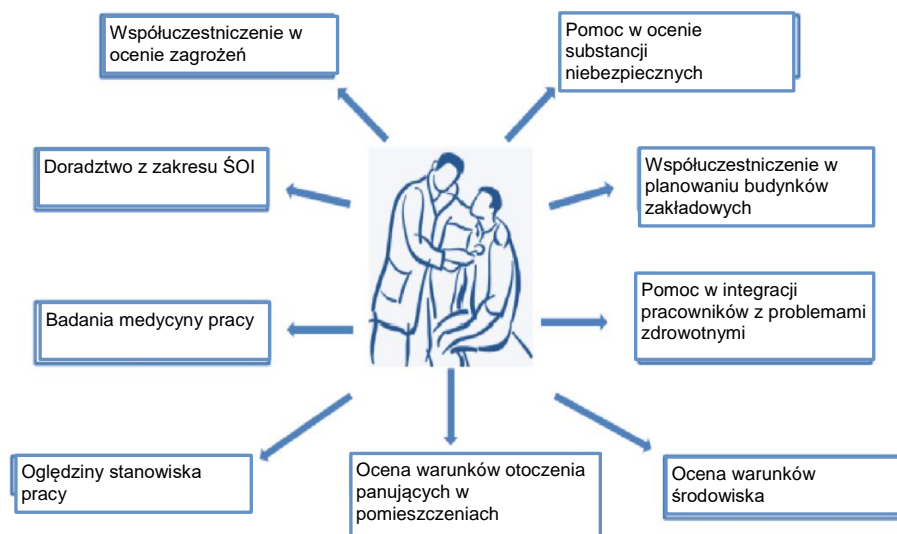 Współuczestniczenie w
ocenie zagrożeń
Pomoc w ocenie
substancji
niebezpiecznych
Doradztwo z zakresu ŚOI
Współuczestniczenie w
planowaniu budynków
zakładowych
Badania medycyny pracy
Pomoc w integracji
pracowników z problemami
zdrowotnymi
Oględziny stanowiska
pracy
Ocena warunków otoczenia
panujących w
pomieszczeniach
Ocena warunków
środowiska